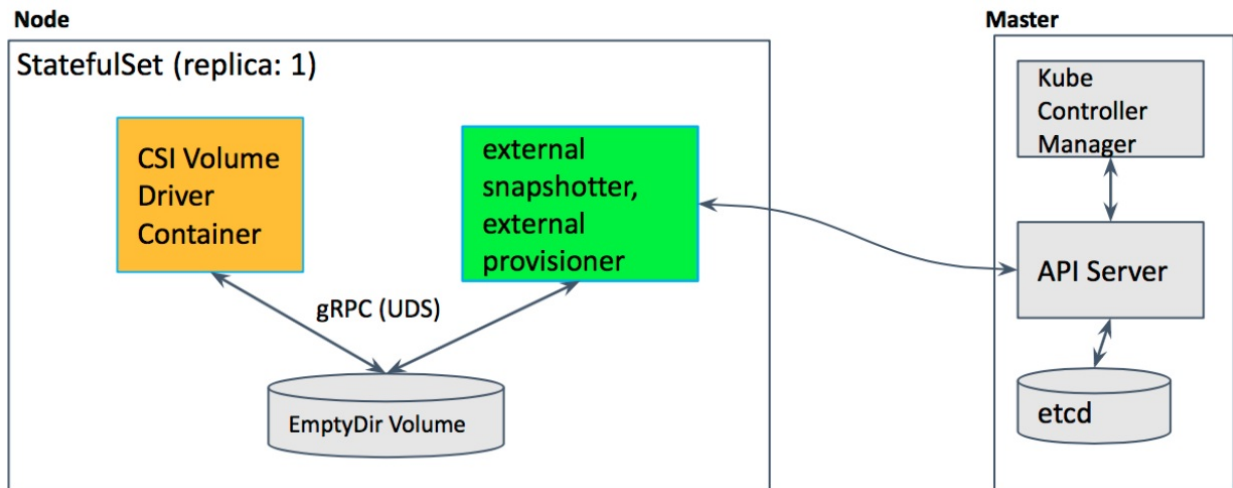 Node
StatefulSet (replica: 1)
CSI Volume
Driver
Container
external
snapshotter,
external
provisioner
gRPC (UDS)
EmptyDir Volume
Master
Kube
Controller
Manager
API Server
etcd